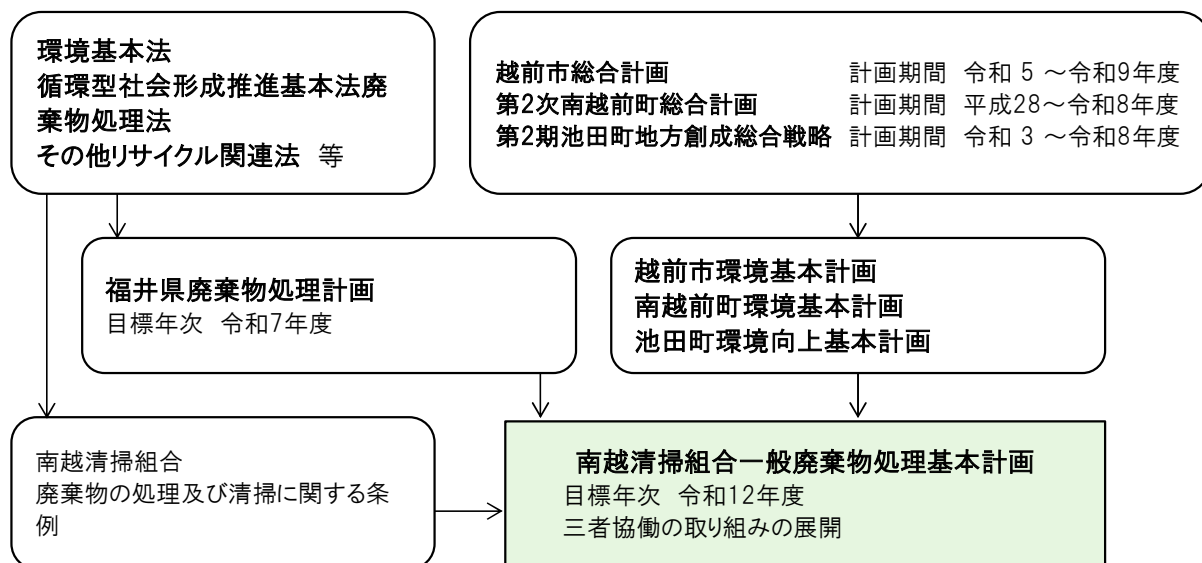 環境基本法
循環型社会形成推進基本法廃
棄物処理法
その他リサイクル関連法 等
越前市総合計画 計画期間 令和 5 ~令和9年度
第2次南越前町総合計画 計画期間 平成28~令和8年度
第2期池田町地方創成総合戦略 計画期間 令和 3 ~令和8年度
福井県廃棄物処理計画
目標年次 令和7年度
越前市環境基本計画
南越前町環境基本計画
池田町環境向上基本計画
南越清掃組合
廃棄物の処理及び清掃に関する条
例
南越清掃組合一般廃棄物処理基本計画
目標年次 令和12年度
三者協働の取り組みの展開